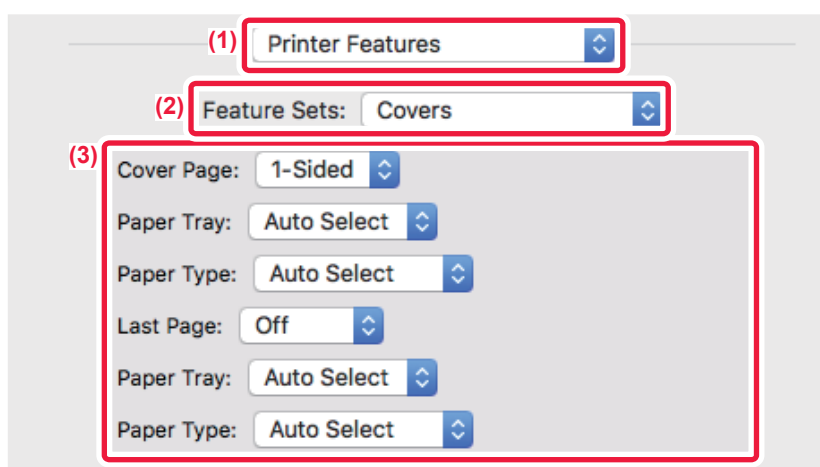 (1) Printer Features
(2) Feature Sets: Covers
(3)
Cover Page: 1-Sided
Paper Tray: Auto Select
Paper Type: Auto Select
Last Page: Off
Paper Tray: Auto Select
Paper Type: Auto Select